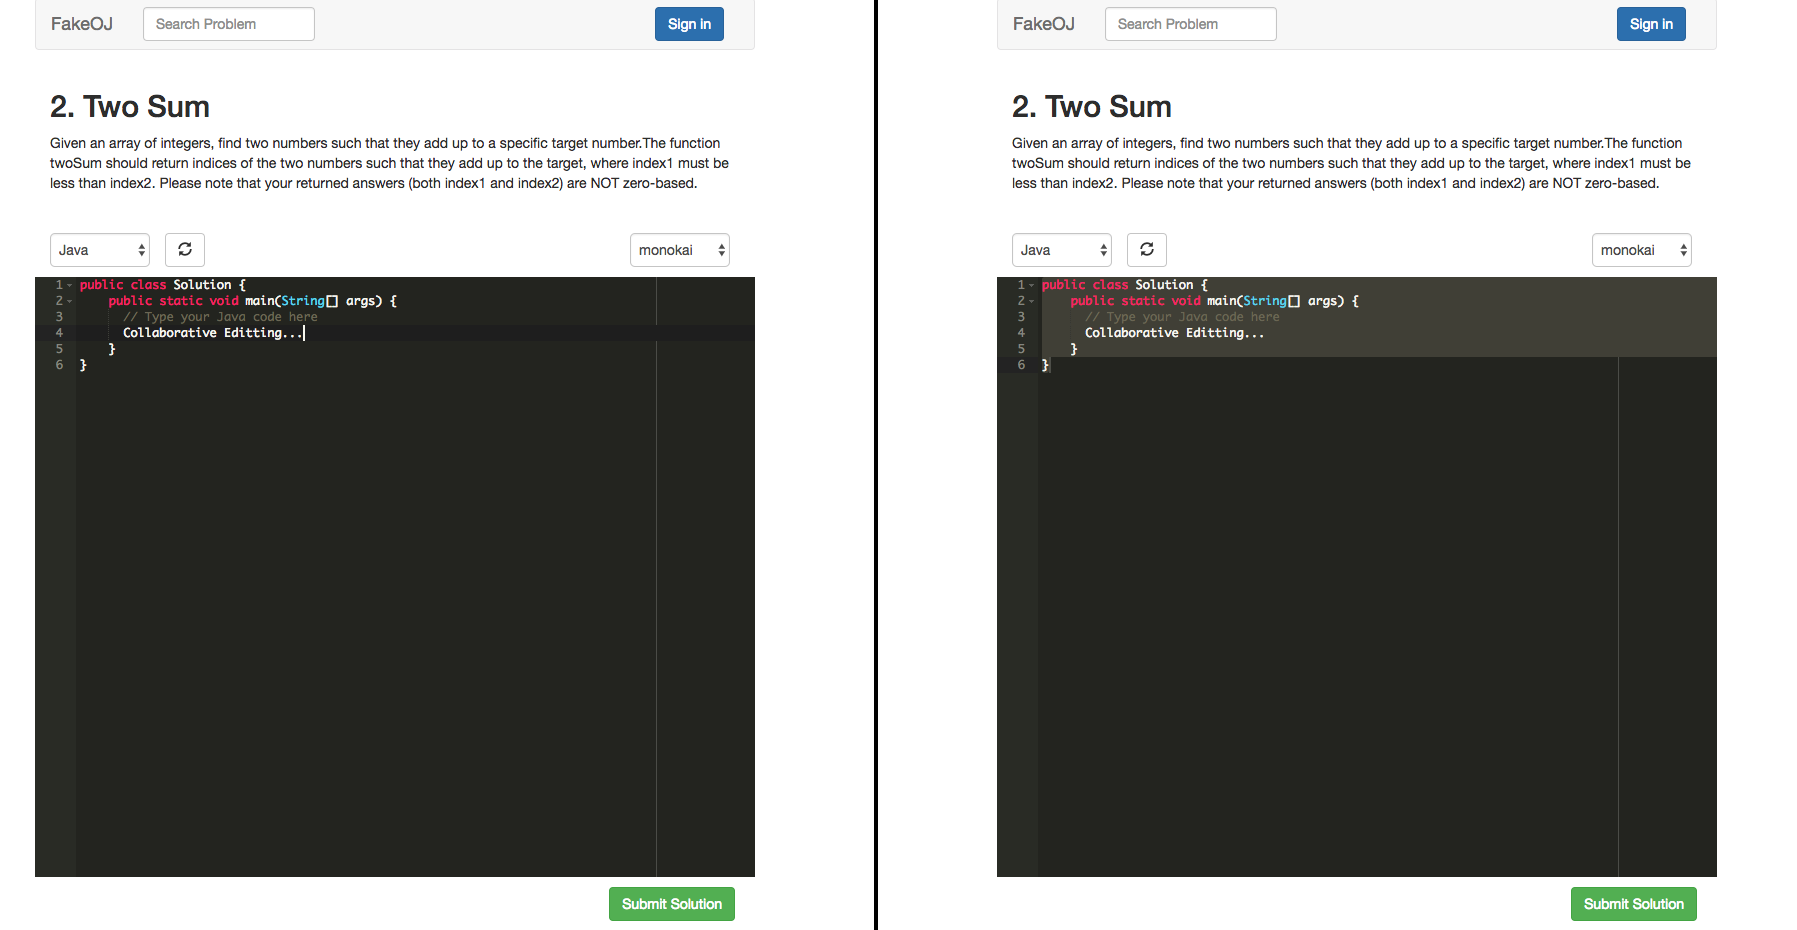 FakeOJ Search Problem Sign in
2. Two Sum
Given an array of integers, find two numbers such that they add up to a specific target number.The function
twoSum should return indices of the two numbers such that they add up to the target, where index1 must be
less than index2. Please note that your returned answers (both index1 and index2) are NOT zero-based.
Java monokai
1 public class Solution {
2 public static void main(String[] args) {
3 // Type your Java code here
4 Collaborative Editting...
5 }
6 }
Submit Solution
FakeOJ Search Problem Sign in
2. Two Sum
Given an array of integers, find two numbers such that they add up to a specific target number.The function
twoSum should return indices of the two numbers such that they add up to the target, where index1 must be
less than index2. Please note that your returned answers (both index1 and index2) are NOT zero-based.
Java monokai
1 public class Solution {
2 public static void main(String[] args) {
3 // Type your Java code here
4 Collaborative Editting...
5 }
6 }
Submit Solution